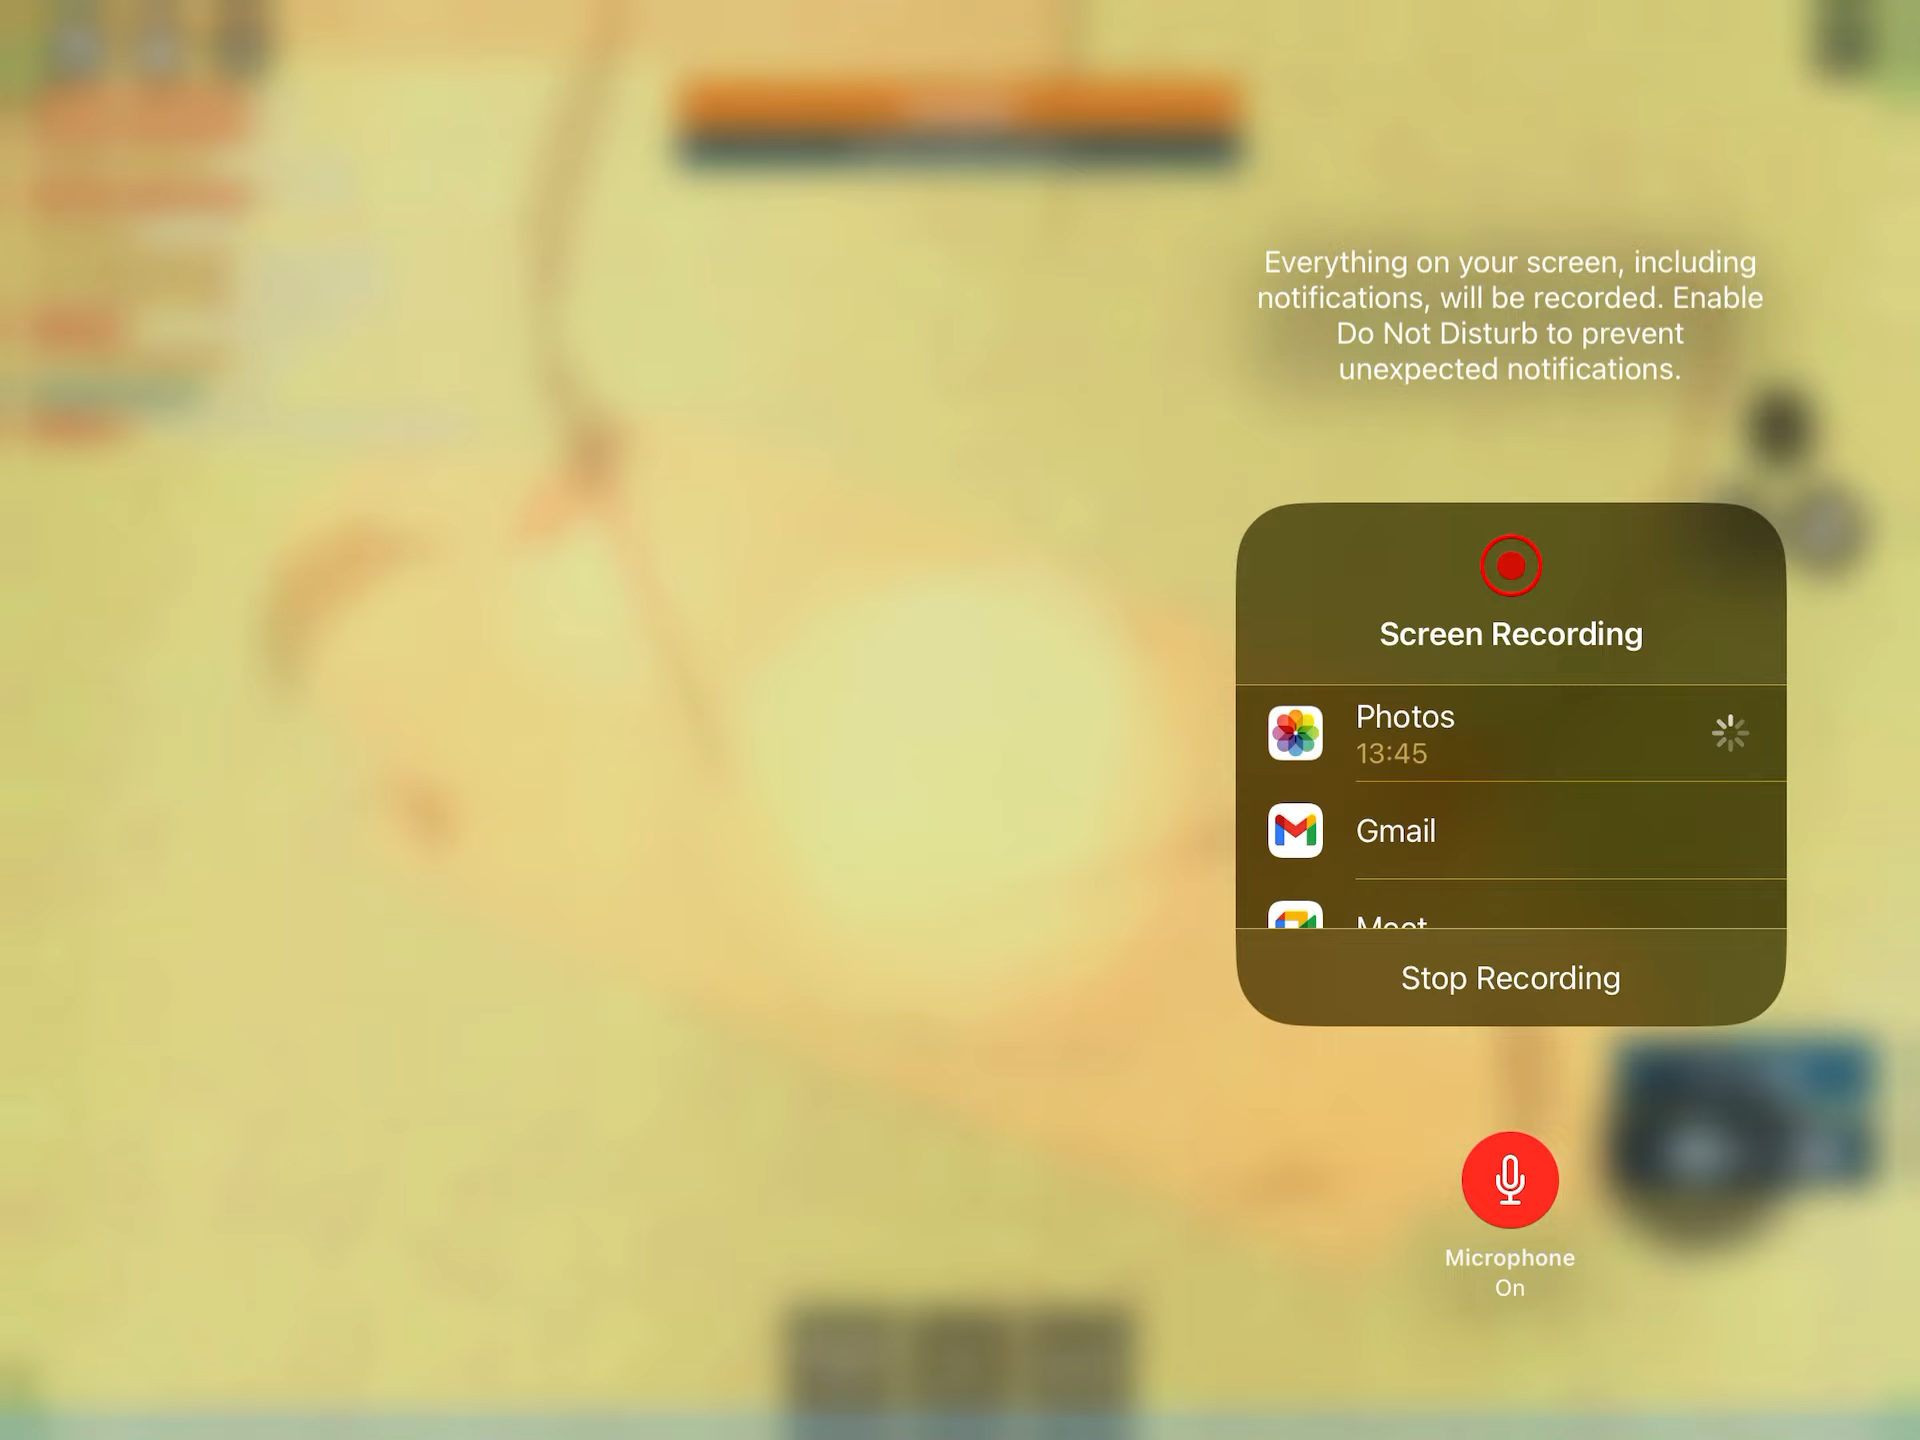 Everything on your screen, including
notifications, will be recorded. Enable
Do Not Disturb to prevent
unexpected notifications.
Screen Recording
Photos
13:45
Gmail
Meet
Stop Recording
Microphone
On